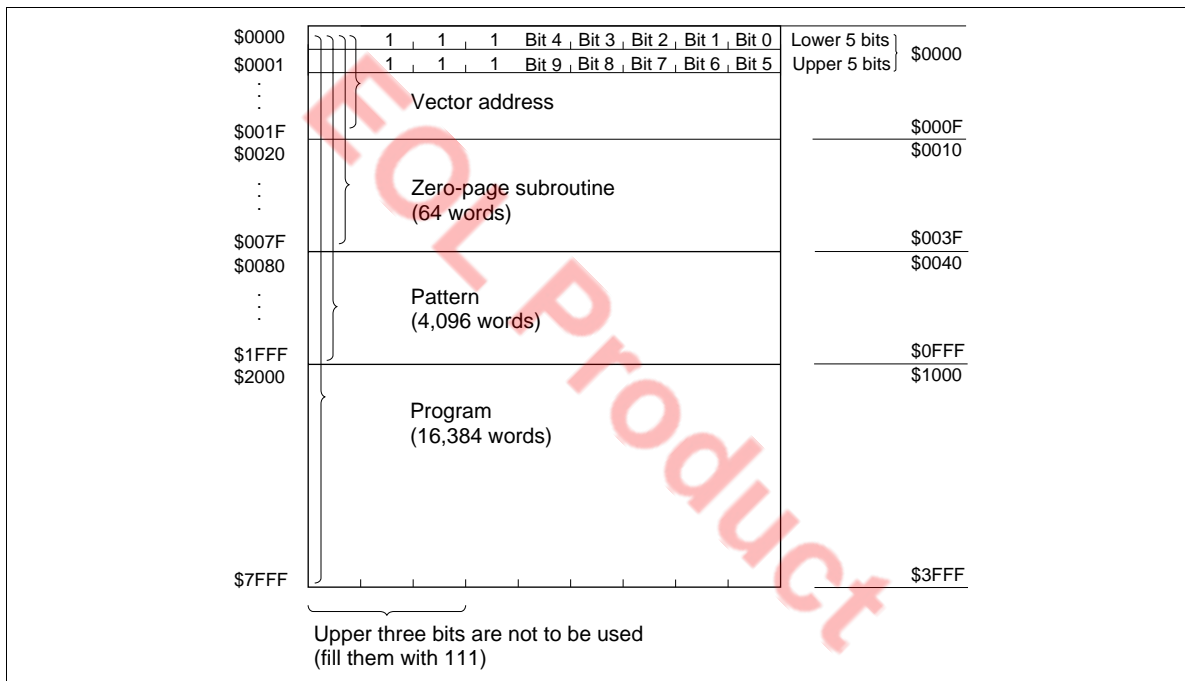 $0000 1 1 1 Bit 4 Bit 3 Bit 2 Bit 1 Bit 0 Lower 5 bits $0000
$0001 1 1 1 Bit 9 Bit 8 Bit 7 Bit 6 Bit 5 Upper 5 bits
Vector address
$001F $000F
$0020 $0010
Zero-page subroutine
(64 words)
$007F $003F
$0080 $0040
Pattern
(4,096 words)
$1FFF $0FFF
$2000 $1000
Program
(16,384 words)
$7FFF $3FFF
Upper three bits are not to be used
(fill them with 111)
EOL Product